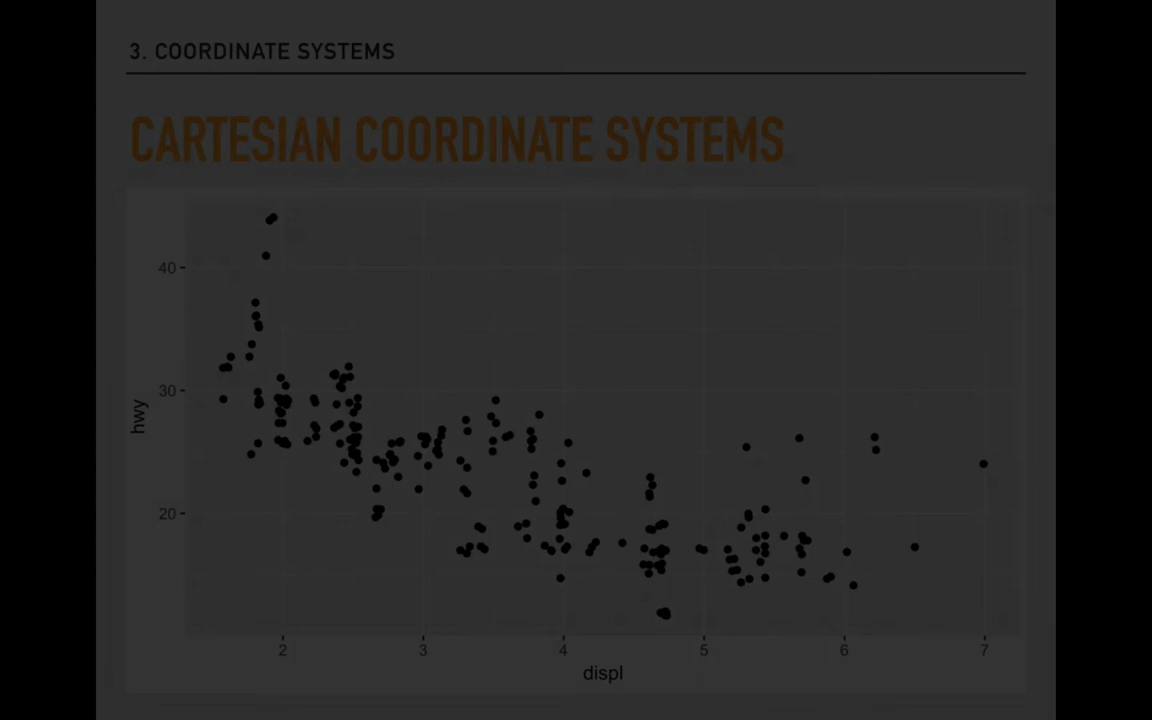 3. COORDINATE SYSTEMS
CARTESIAN COORDINATE SYSTEMS
40
30
20
hwy
2 3 4 5 6 7
displ